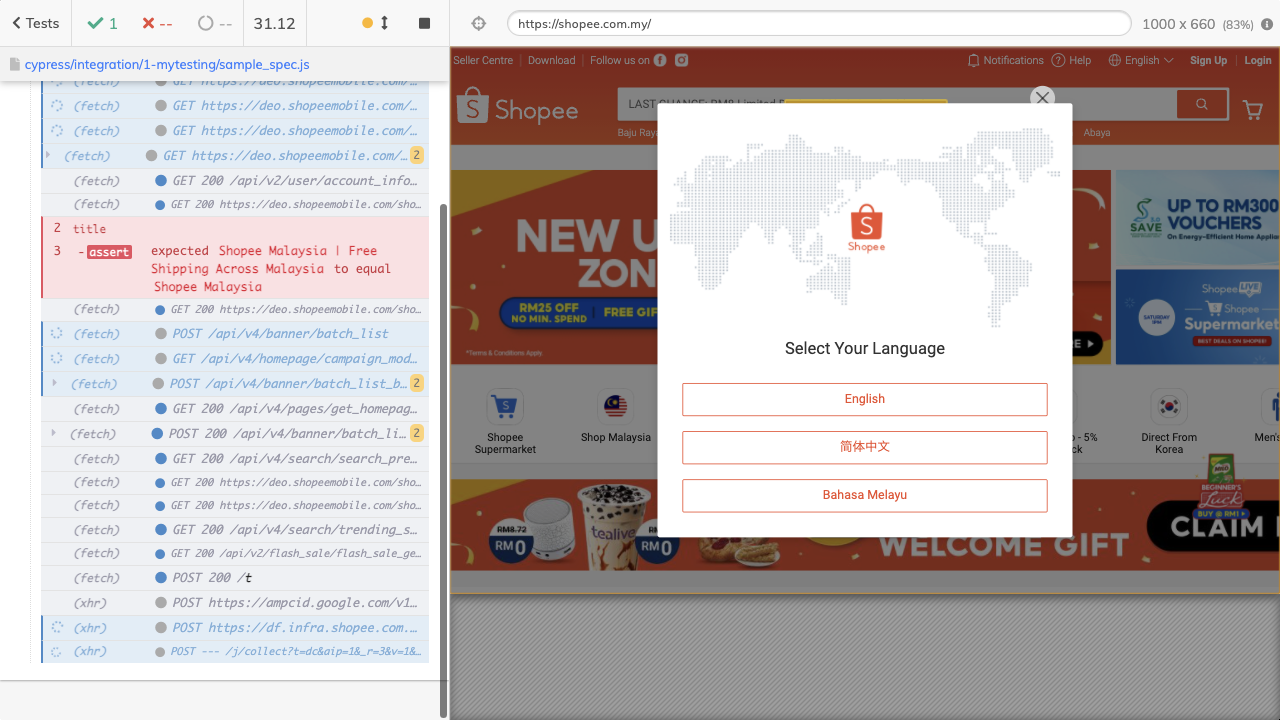 Tests
1
--
--
31.12
https://shopee.com.my/
1000 x 660 (83%)
cypress/integration/1-mytesting/sample_spec.js
(fetch) GET https://deo.shopeemobile.com/…
(fetch) GET https://deo.shopeemobile.com/…
(fetch) GET https://deo.shopeemobile.com/… 2
(fetch) GET 200 /api/v2/user/account_info…
(fetch) GET 200 https://deo.shopeemobile.com/sho…
2 title
3 -assert expected Shopee Malaysia | Free
Shipping Across Malaysia to equal
Shopee Malaysia
(fetch) GET 200 https://deo.shopeemobile.com/sho…
(fetch) POST /api/v4/banner/batch_list
(fetch) GET /api/v4/homepage/campaign_mod…
(fetch) POST /api/v4/banner/batch_list_b… 2
(fetch) GET 200 /api/v4/pages/get_homepag…
(fetch) POST 200 /api/v4/banner/batch_li… 2
(fetch) GET 200 /api/v4/search/search_pre…
(fetch) GET 200 https://deo.shopeemobile.com/sho…
(fetch) GET 200 https://deo.shopeemobile.com/sho…
(fetch) GET 200 /api/v4/search/trending_s…
(fetch) GET 200 /api/v2/flash_sale/flash_sale_ge…
(fetch) POST 200 /t
(xhr) POST https://ampcid.google.com/v1…
(xhr) POST https://df.infra.shopee.com.…
(xhr) POST --- /j/collect?t=dc&aip=1&_r=3&v=1&…
Seller Centre Download Follow us on
Notifications Help English Sign Up Login
Shopee
LAST CHANCE: RM8 Limited
Baju Raya
Abaya
NEW U
ZON
RM25 OFF
NO MIN. SPEND
FREE GIF
*Terms & Conditions Apply.
SAVE
UP TO RM300
VOUCHERS
On Energy-Efficient Home Applian
Shopee LIVE
SATURDAY
Shopee
Supermarket
BEST DEALS ON SHOPEE!
Shopee
Select Your Language
English
简体中文
Bahasa Melayu
Shopee
Supermarket
Shop Malaysia
- 5%
Direct From
Korea
Men's
RM8.72
RM0
tealive
RM0
WELCOME GIFT
BEGINNER'S
Luck
BUY @ RM1
CLAIM